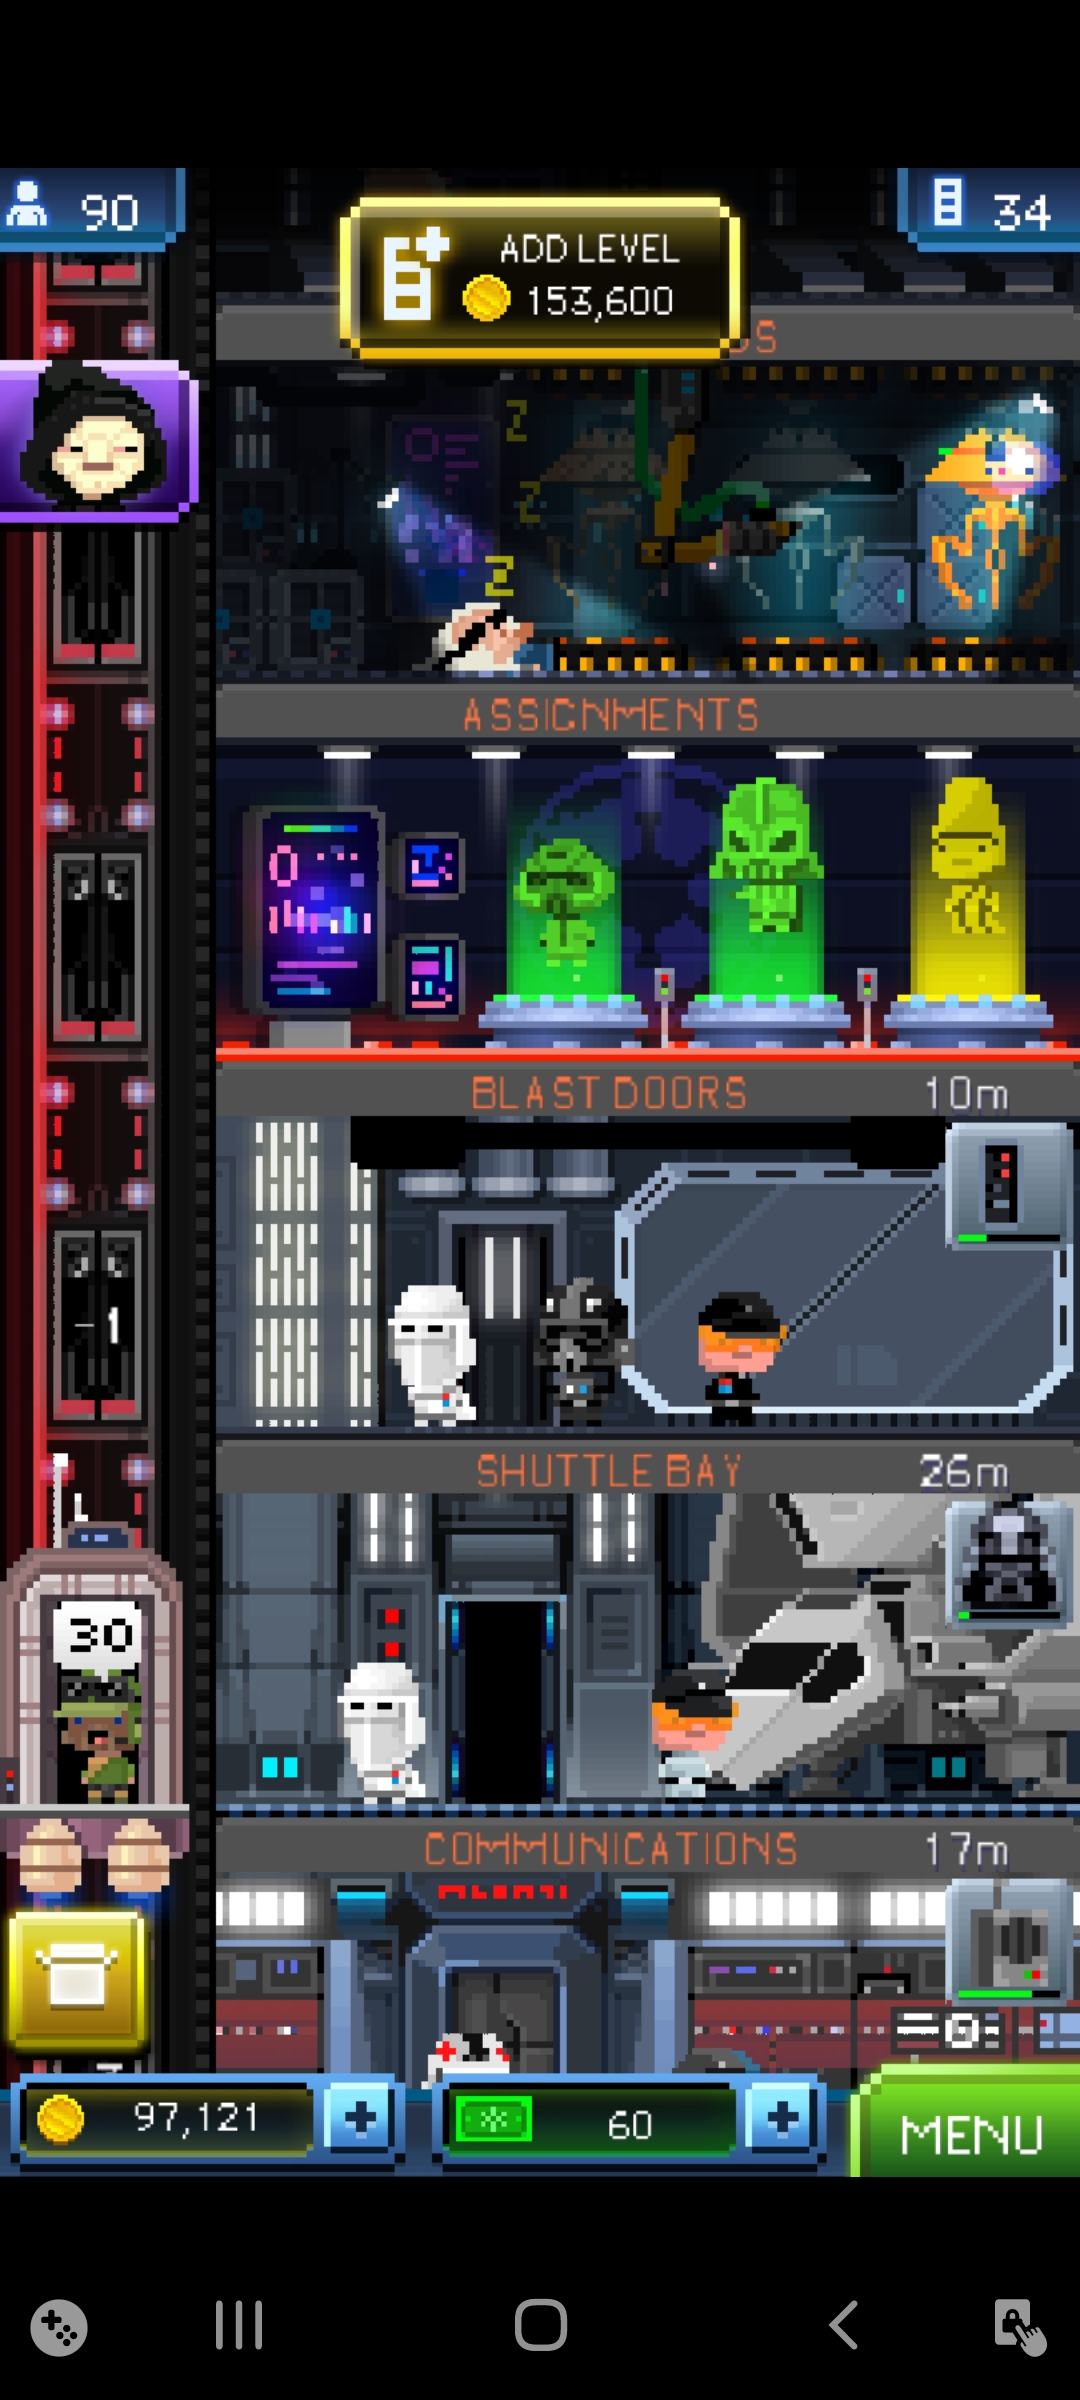 90
34
ADD LEVEL
153,600
Z
Z
Z
ASSIGNMENTS
BLAST DOORS 10m
-1
SHUTTLE BAY 26m
30
COMMUNICATIONS 17m
97,121
60
MENU